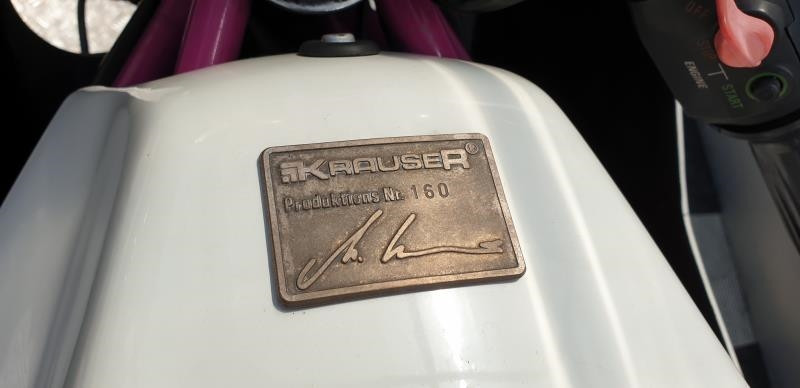 KRAUSER®
Produktions Nr. 160
OFF
ENGINE
START